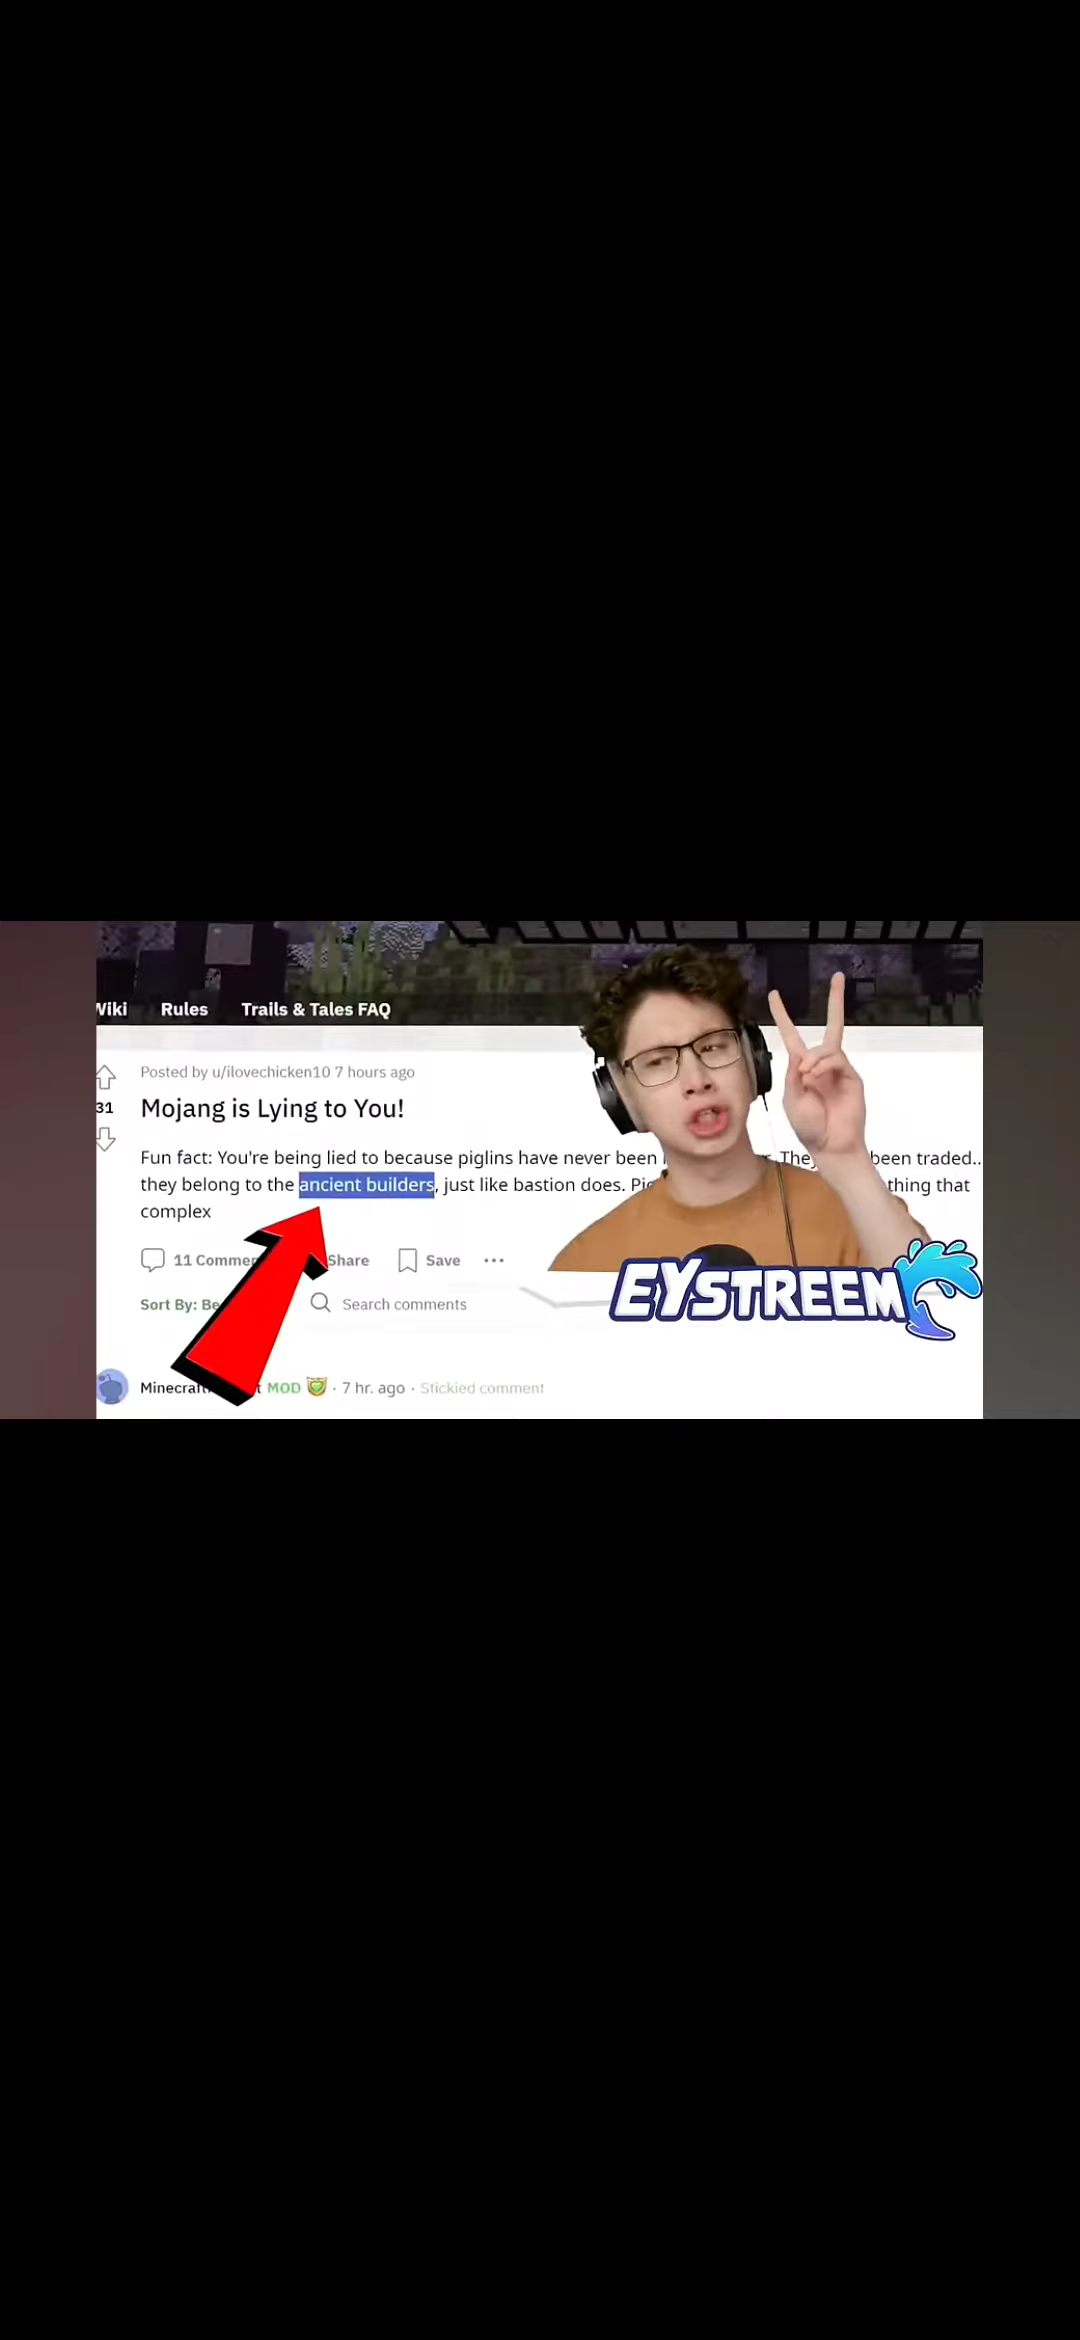 Wiki Rules Trails & Tales FAQ
Posted by u/ilovechicken10 7 hours ago
31
Mojang is Lying to You!
Fun fact: You're being lied to because piglins have never been been traded..
they belong to the ancient builders, just like bastion does. thing that
complex
11 Share Save
Sort By: Search comments
EYSTREEM
MOD · 7 hr. ago · Stickied comment